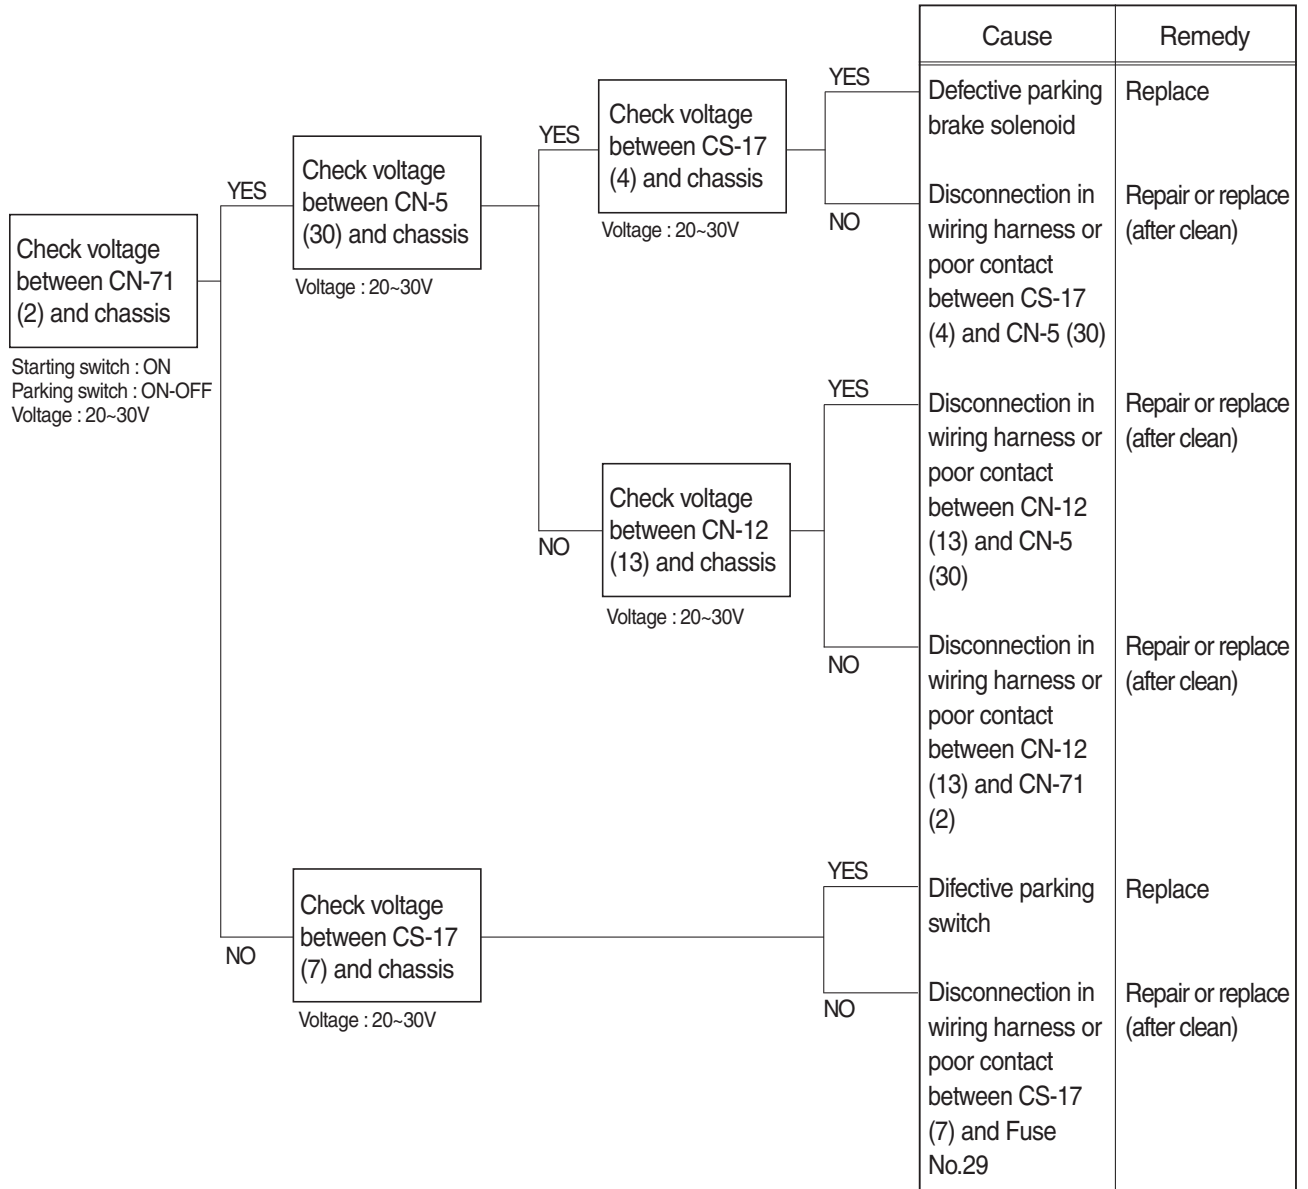 Cause
Remedy
Check voltage
between CN-71
(2) and chassis
Starting switch : ON
Parking switch : ON-OFF
Voltage : 20~30V
YES
Check voltage
between CN-5
(30) and chassis
Voltage : 20~30V
YES
Check voltage
between CS-17
(4) and chassis
Voltage : 20~30V
YES
Defective parking
brake solenoid
Replace
NO
Disconnection in
wiring harness or
poor contact
between CS-17
(4) and CN-5 (30)
Repair or replace
(after clean)
NO
Check voltage
between CN-12
(13) and chassis
Voltage : 20~30V
YES
Disconnection in
wiring harness or
poor contact
between CN-12
(13) and CN-5
(30)
Repair or replace
(after clean)
NO
Disconnection in
wiring harness or
poor contact
between CN-12
(13) and CN-71
(2)
Repair or replace
(after clean)
NO
Check voltage
between CS-17
(7) and chassis
Voltage : 20~30V
YES
Difective parking
switch
Replace
NO
Disconnection in
wiring harness or
poor contact
between CS-17
(7) and Fuse
No.29
Repair or replace
(after clean)